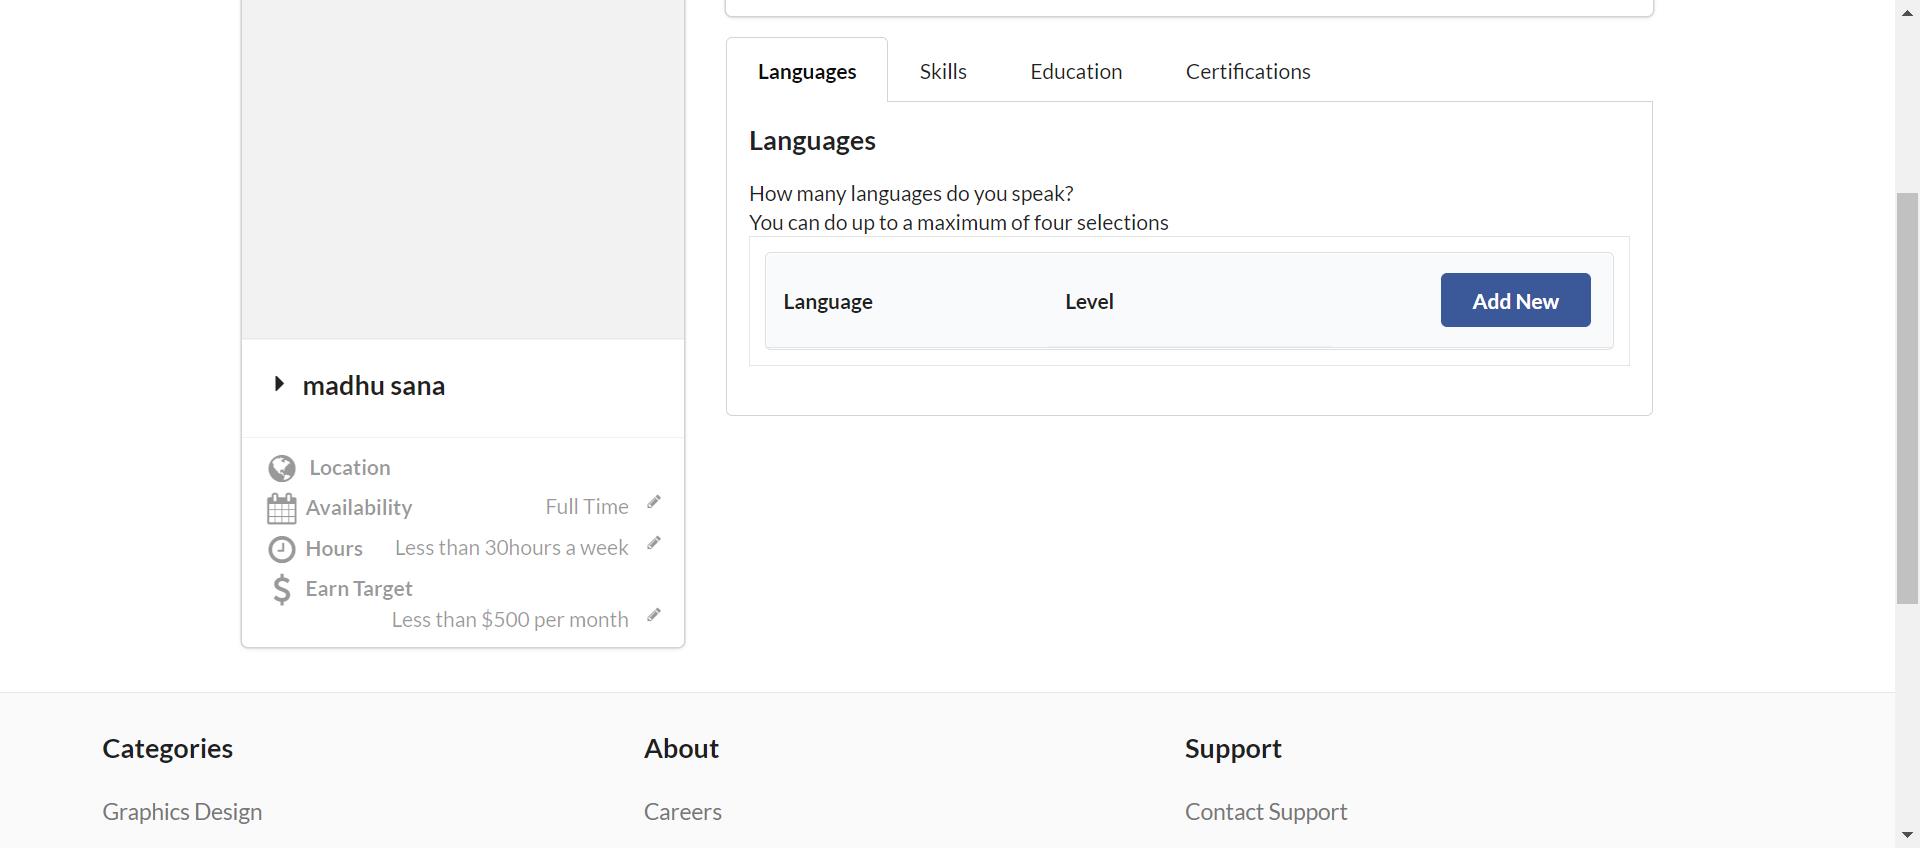 Languages Skills Education Certifications
Languages
How many languages do you speak?
You can do up to a maximum of four selections
Language Level Add New
madhu sana
Location
Availability Full Time
Hours Less than 30hours a week
Earn Target
Less than $500 per month
Categories About Support
Graphics Design Careers Contact Support